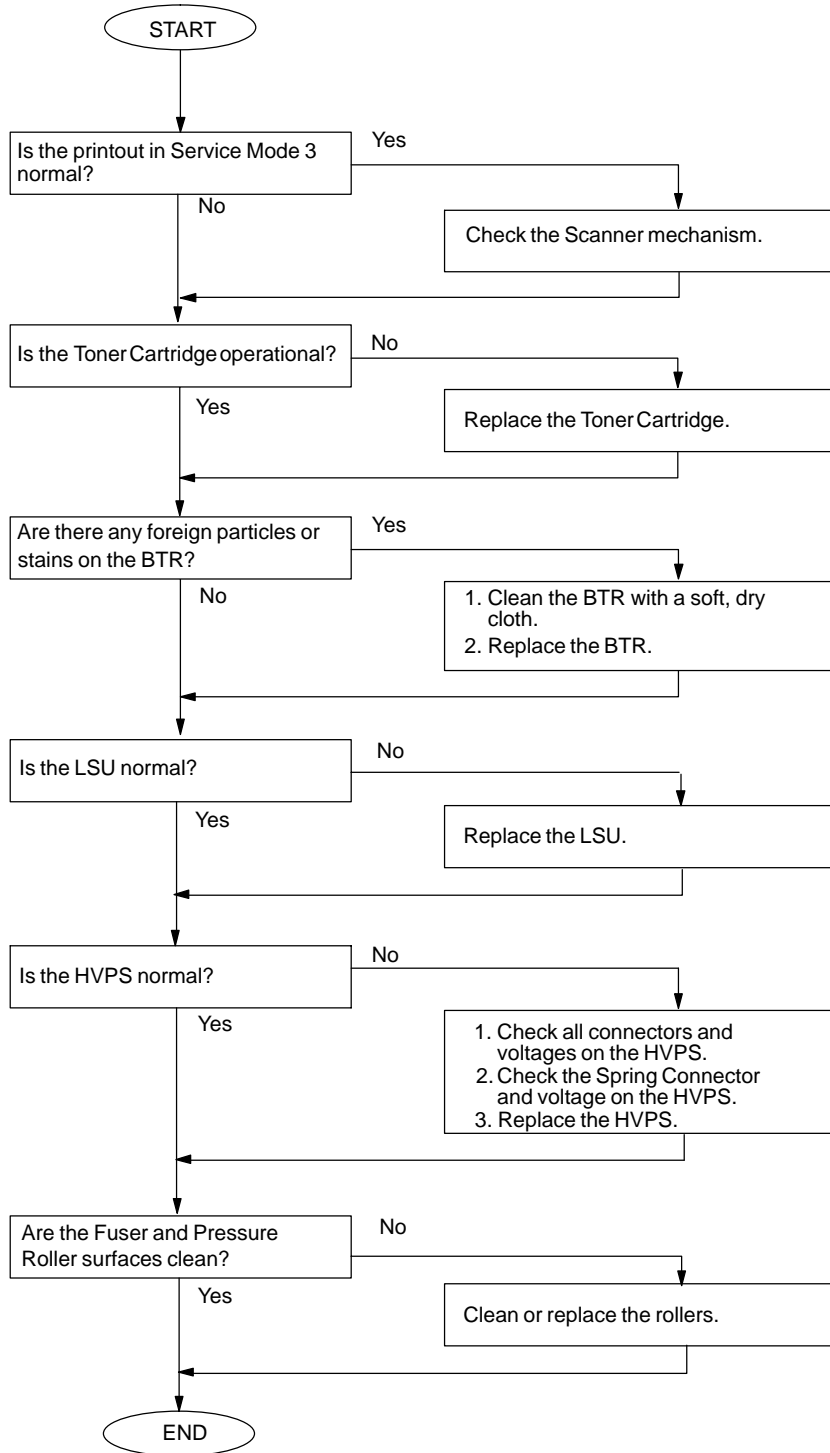 START
Is the printout in Service Mode 3
normal?
Yes
No
Check the Scanner mechanism.
Is the Toner Cartridge operational?
No
Yes
Replace the Toner Cartridge.
Are there any foreign particles or
stains on the BTR?
Yes
No
1. Clean the BTR with a soft, dry
cloth.
2. Replace the BTR.
Is the LSU normal?
No
Yes
Replace the LSU.
Is the HVPS normal?
No
Yes
1. Check all connectors and
voltages on the HVPS.
2. Check the Spring Connector
and voltage on the HVPS.
3. Replace the HVPS.
Are the Fuser and Pressure
Roller surfaces clean?
No
Yes
Clean or replace the rollers.
END